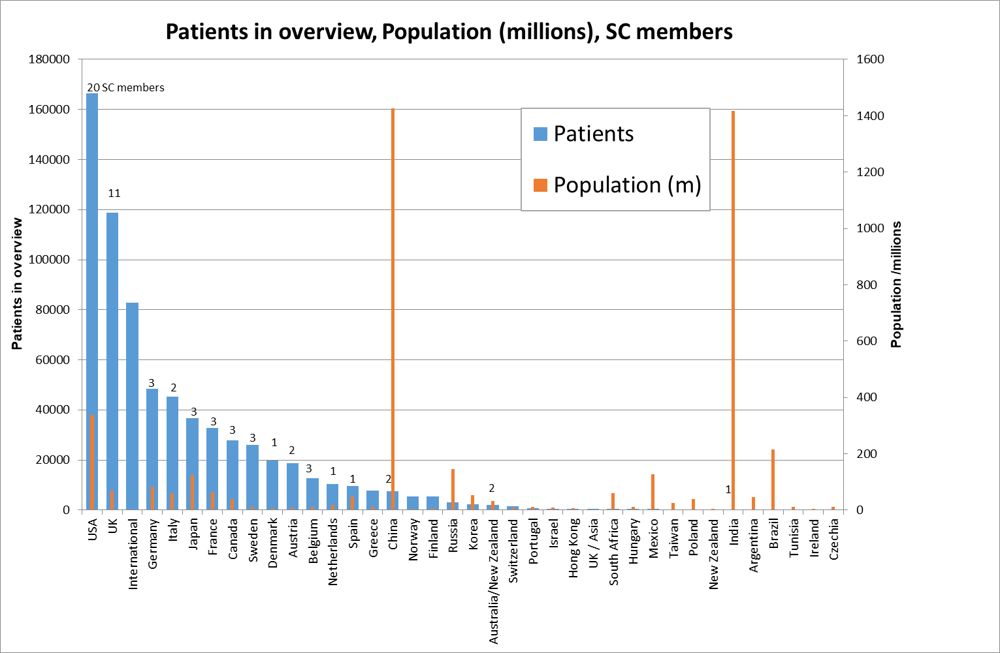 Patients in overview, Population (millions), SC members
180000
160000
140000
120000
100000
80000
60000
40000
20000
0
Patients in overview
1600
1400
1200
1000
800
600
400
200
0
Population /millions
Patients
Population (m)
20 SC members
11
3
2
3
3
3
3
1
2
3
1
1
2
2
1
USA
UK
International
Germany
Italy
Japan
France
Canada
Sweden
Denmark
Austria
Belgium
Netherlands
Spain
Greece
China
Norway
Finland
Russia
Korea
Australia/New Zealand
Switzerland
Portugal
Israel
Hong Kong
UK / Asia
South Africa
Hungary
Mexico
Taiwan
Poland
New Zealand
India
Argentina
Brazil
Tunisia
Ireland
Czechia